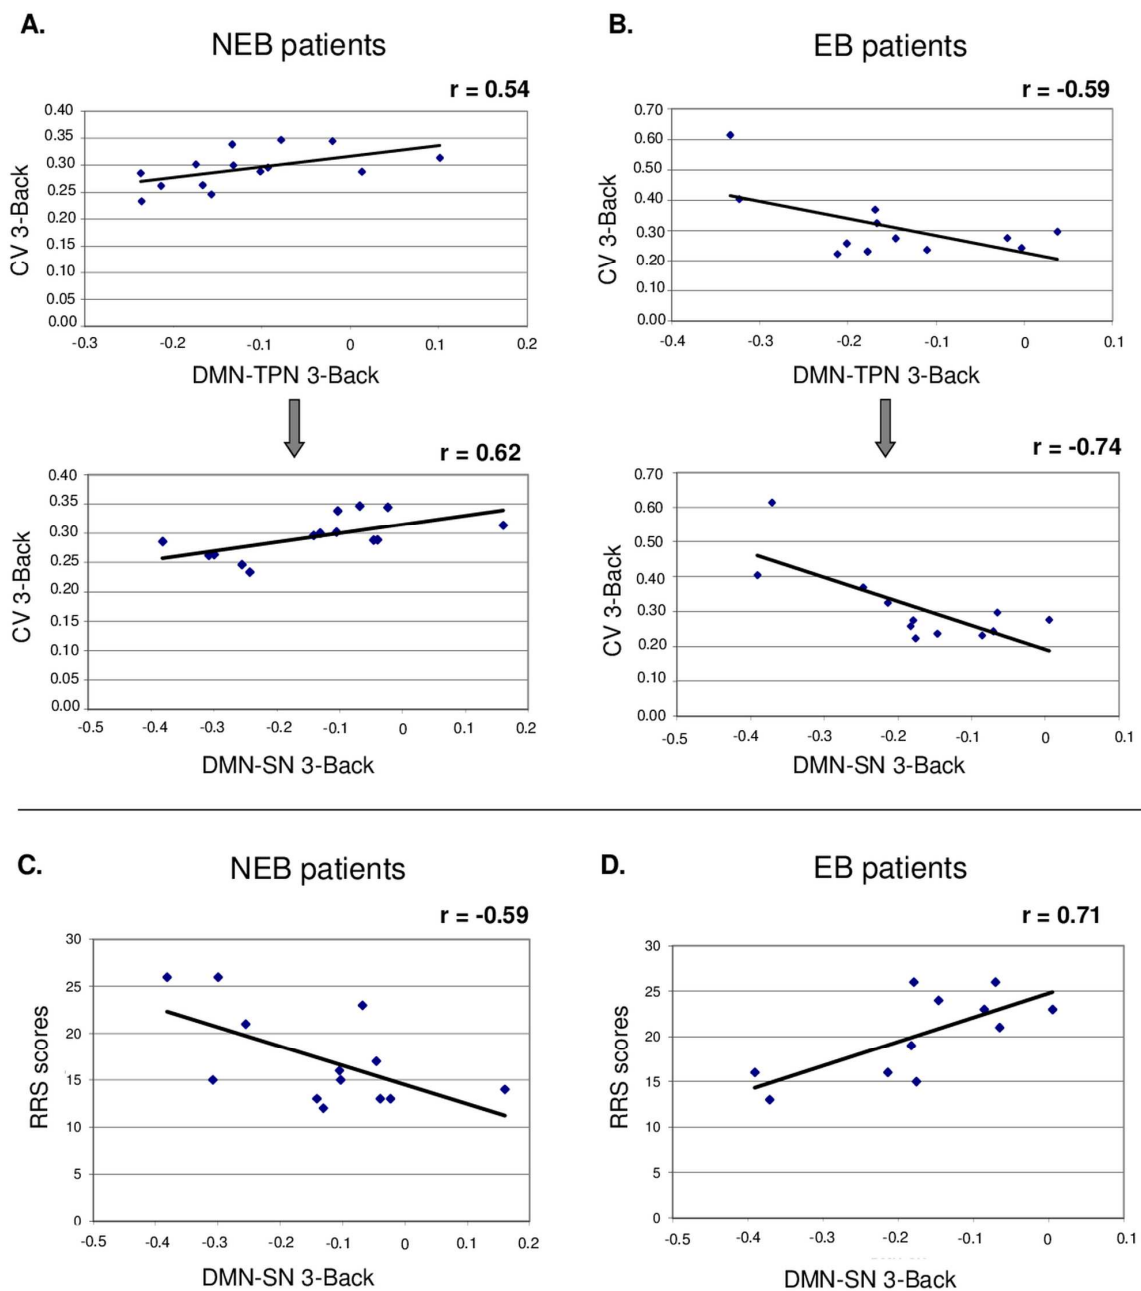 A.
NEB patients
r = 0.54
0.40
0.35
0.30
0.25
0.20
0.15
0.10
0.05
0.00
CV 3-Back
-0.3 -0.2 -0.1 0 0.1 0.2
DMN-TPN 3-Back
r = 0.62
0.40
0.35
0.30
0.25
0.20
0.15
0.10
0.05
0.00
CV 3-Back
-0.5 -0.4 -0.3 -0.2 -0.1 0 0.1 0.2
DMN-SN 3-Back
B.
EB patients
r = -0.59
0.70
0.60
0.50
0.40
0.30
0.20
0.10
0.00
CV 3-Back
-0.4 -0.3 -0.2 -0.1 0 0.1
DMN-TPN 3-Back
r = -0.74
0.70
0.60
0.50
0.40
0.30
0.20
0.10
0.00
CV 3-Back
-0.5 -0.4 -0.3 -0.2 -0.1 0 0.1
DMN-SN 3-Back
C.
NEB patients
r = -0.59
30
25
20
15
10
5
0
RRS scores
-0.5 -0.4 -0.3 -0.2 -0.1 0 0.1 0.2
DMN-SN 3-Back
D.
EB patients
r = 0.71
30
25
20
15
10
5
0
RRS scores
-0.5 -0.4 -0.3 -0.2 -0.1 0 0.1
DMN-SN 3-Back